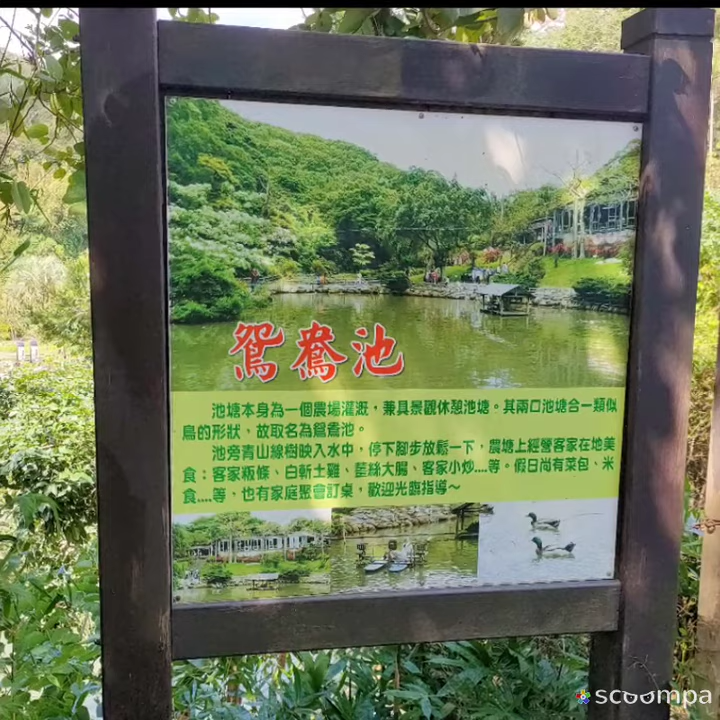 鴛鴦池
池塘本身為一個農場灌溉，兼具景觀休憩池塘。其兩口池塘合一類似
鳥的形狀，故取名為鴛鴦池。
池旁青山綠樹映入水中，停下腳步放鬆一下，農塘上經營客家在地美
食：客家粄條、白斬土雞、薑絲大腸、客家小炒....等。假日尚有菜包、米
食....等、也有家庭聚會訂桌，歡迎光臨指導～
scoompa